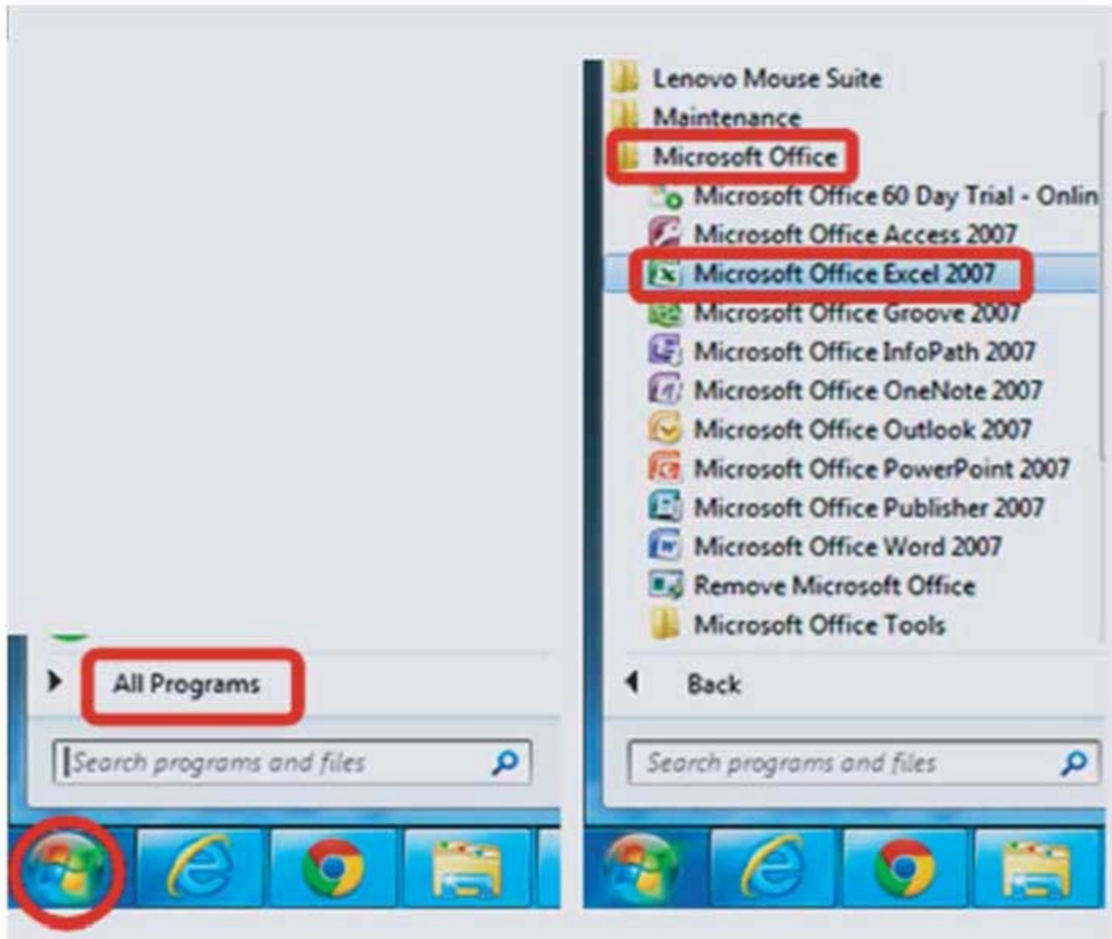 All Programs
Search programs and files
Lenovo Mouse Suite
Maintenance
Microsoft Office
Microsoft Office 60 Day Trial - Onlin
Microsoft Office Access 2007
Microsoft Office Excel 2007
Microsoft Office Groove 2007
Microsoft Office InfoPath 2007
Microsoft Office OneNote 2007
Microsoft Office Outlook 2007
Microsoft Office PowerPoint 2007
Microsoft Office Publisher 2007
Microsoft Office Word 2007
Remove Microsoft Office
Microsoft Office Tools
Back
Search programs and files